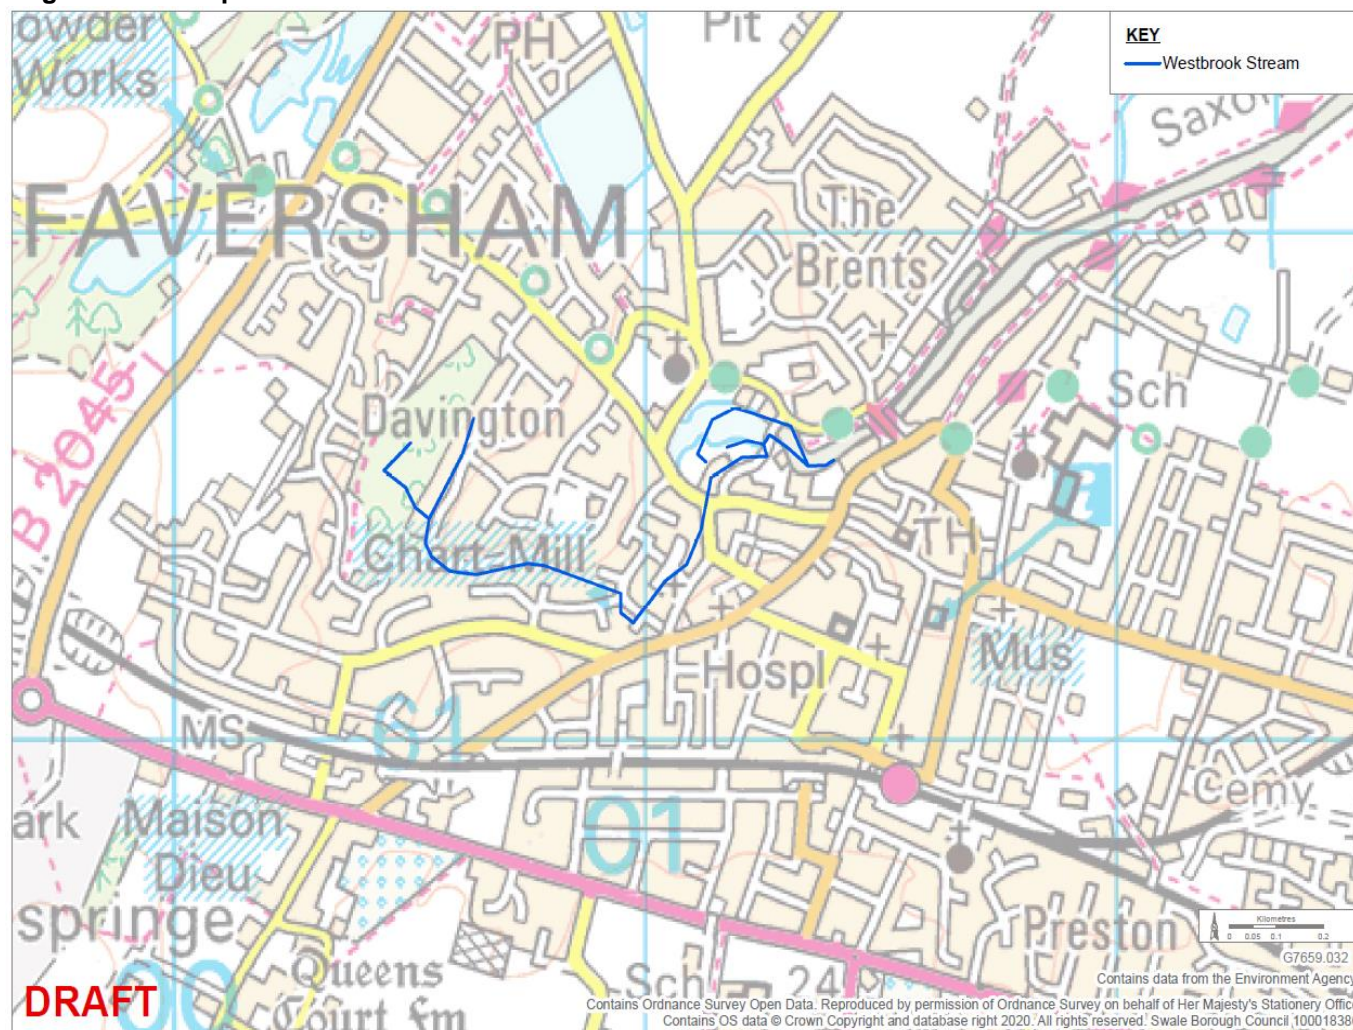 owder
Works
PH
Pit
KEY
Westbrook Stream
FAVERSHAM
The
Brents
B 2045
Davington
Sch
Chart Mill
TH
i
Mus
Hospl
61
MS
01
Cemy
ark
Maison
Dieu
springe
Preston
Kilometres
0 0.05 0.1 0.2
G7659.032
Queens
Court fm
Sch
24
00
DRAFT
Contains data from the Environment Agency
Contains Ordnance Survey Open Data. Reproduced by permission of Ordnance Survey on behalf of Her Majesty's Stationery Offic
Contains OS data © Crown Copyright and database right 2020. All rights reserved. Swale Borough Council 10001838